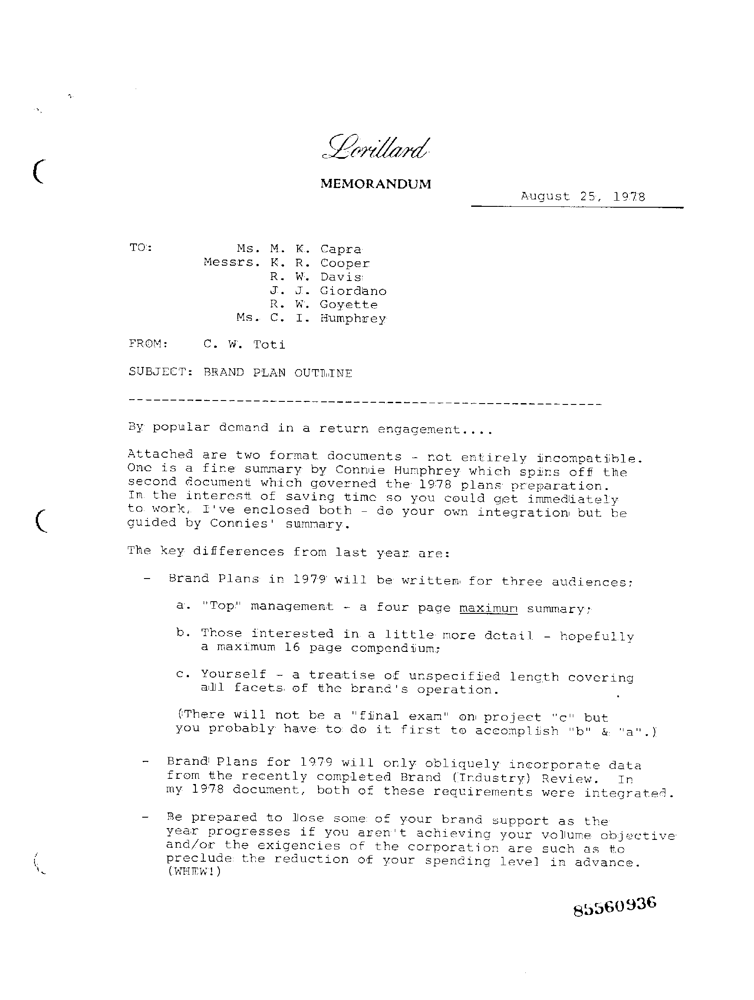 Lorillard
MEMORANDUM
August 25, 1978
TO: Ms. M. K. Capra
Messrs. K. R. Cooper
R. W. Davis
J. J. Giordano
R. W. Goyette
Ms. C. I. Humphrey
FROM: C. W. Toti
SUBJECT: BRAND PLAN OUTLINE
---------------------------------------------------------
By popular demand in a return engagement....
Attached are two format documents - not entirely incompatible.
One is a fine summary by Connie Humphrey which spins off the
second document which governed the 1978 plans preparation.
In the interest of saving time so you could get immediately
to work, I've enclosed both - do your own integration but be
guided by Connies' summary.
The key differences from last year are:
- Brand Plans in 1979 will be written for three audiences:
a. "Top" management - a four page maximum summary;
b. Those interested in a little more detail - hopefully
a maximum 16 page compendium;
c. Yourself - a treatise of unspecified length covering
all facets of the brand's operation.
(There will not be a "final exam" on project "c" but
you probably have to do it first to accomplish "b" & "a".)
- Brand Plans for 1979 will only obliquely incorporate data
from the recently completed Brand (Industry) Review. In
my 1978 document, both of these requirements were integrated.
- Be prepared to lose some of your brand support as the
year progresses if you aren't achieving your volume objective
and/or the exigencies of the corporation are such as to
preclude the reduction of your spending level in advance.
(WHEW!)
85560936